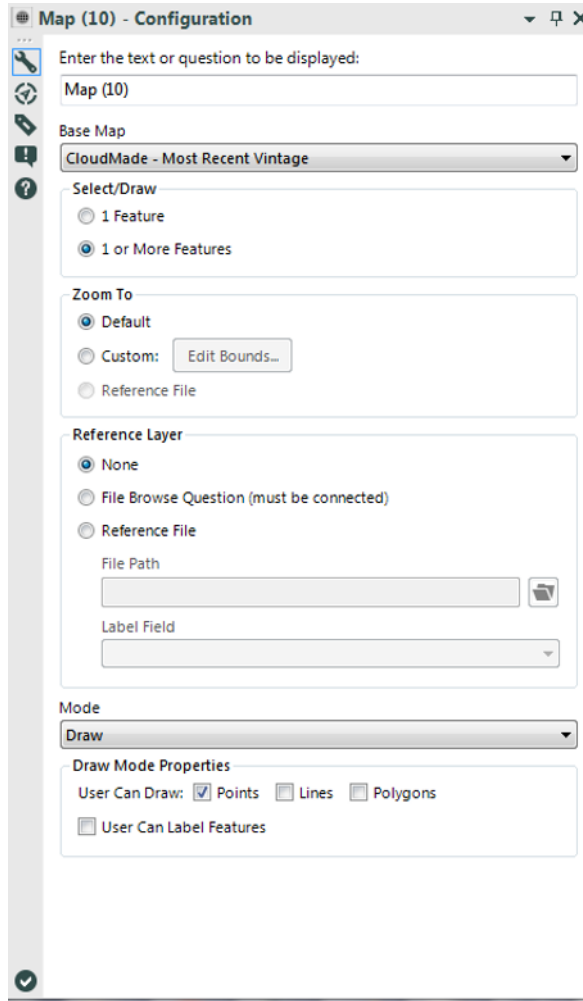 Map (10) - Configuration
Enter the text or question to be displayed:
Map (10)
Base Map
CloudMade - Most Recent Vintage
Select/Draw
1 Feature
1 or More Features
Zoom To
Default
Custom: Edit Bounds...
Reference File
Reference Layer
None
File Browse Question (must be connected)
Reference File
File Path
Label Field
Mode
Draw
Draw Mode Properties
User Can Draw: Points Lines Polygons
User Can Label Features